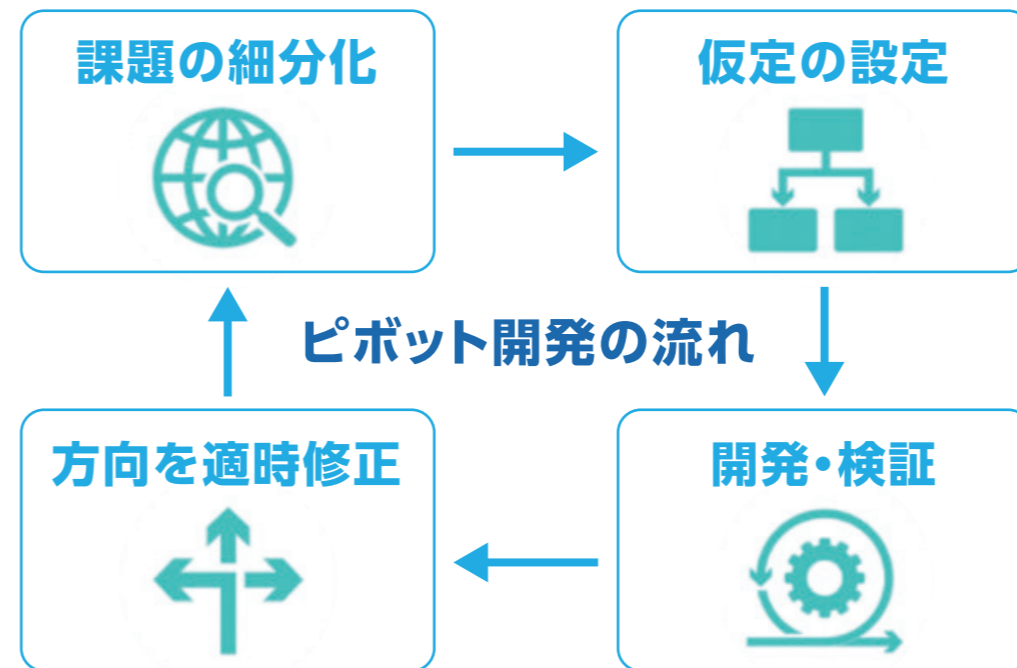 課題の細分化
仮定の設定
ピボット開発の流れ
方向を適時修正
開発・検証